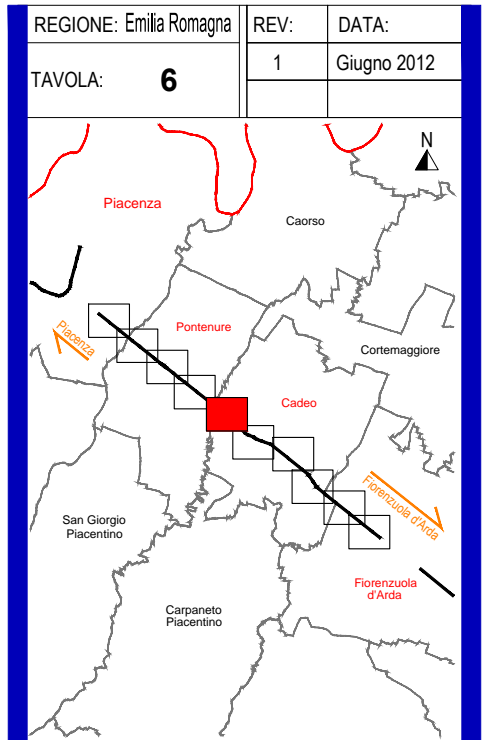 REGIONE: Emilia Romagna
REV:
DATA:
TAVOLA: 6
1
Giugno 2012
N
Piacenza
Caorso
Pontenure
Piacenza
Cortemaggiore
Cadeo
Fiorenzuola d'Arda
San Giorgio
Piacentino
Fiorenzuola
d'Arda
Carpaneto
Piacentino